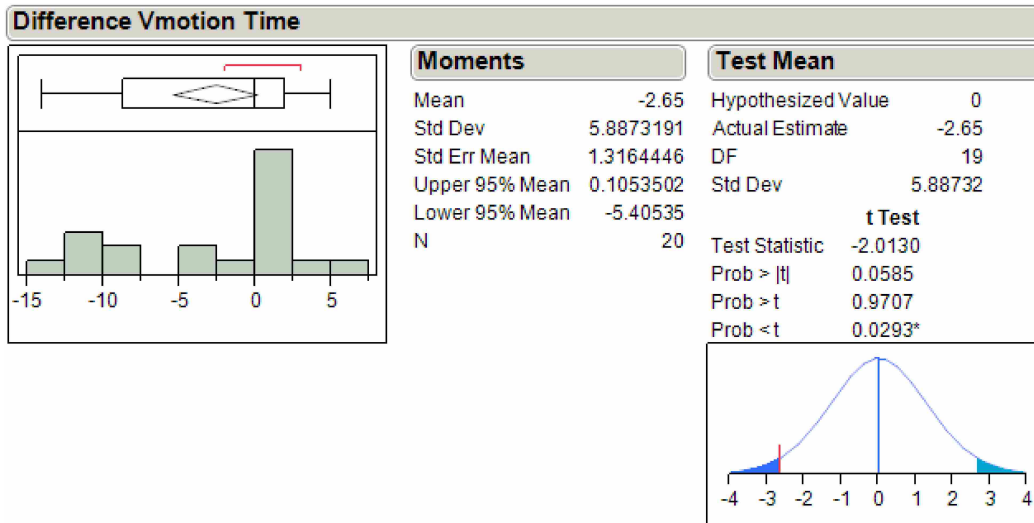 Difference Vmotion Time
-15 -10 -5 0 5
Moments
Mean -2.65
Std Dev 5.8873191
Std Err Mean 1.3164446
Upper 95% Mean 0.1053502
Lower 95% Mean -5.40535
N 20
Test Mean
Hypothesized Value 0
Actual Estimate -2.65
DF 19
Std Dev 5.88732
t Test
Test Statistic -2.0130
Prob > |t| 0.0585
Prob > t 0.9707
Prob < t 0.0293*
-4 -3 -2 -1 0 1 2 3 4